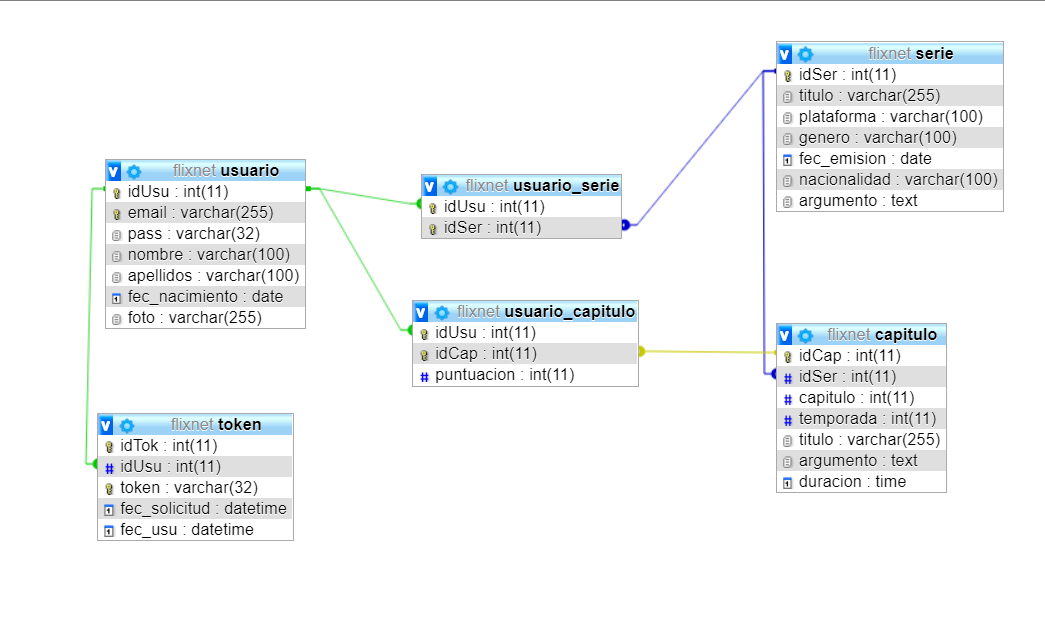 flixnet usuario
idUsu : int(11)
email : varchar(255)
pass : varchar(32)
nombre : varchar(100)
apellidos : varchar(100)
fec_nacimiento : date
foto : varchar(255)
flixnet token
idTok : int(11)
idUsu : int(11)
token : varchar(32)
fec_solicitud : datetime
fec_usu : datetime
flixnet usuario_serie
idUsu : int(11)
idSer : int(11)
flixnet usuario_capitulo
idUsu : int(11)
idCap : int(11)
# puntuacion : int(11)
flixnet serie
idSer : int(11)
titulo : varchar(255)
plataforma : varchar(100)
genero : varchar(100)
fec_emision : date
nacionalidad : varchar(100)
argumento : text
flixnet capitulo
idCap : int(11)
# idSer : int(11)
# capitulo : int(11)
# temporada : int(11)
titulo : varchar(255)
argumento : text
duracion : time